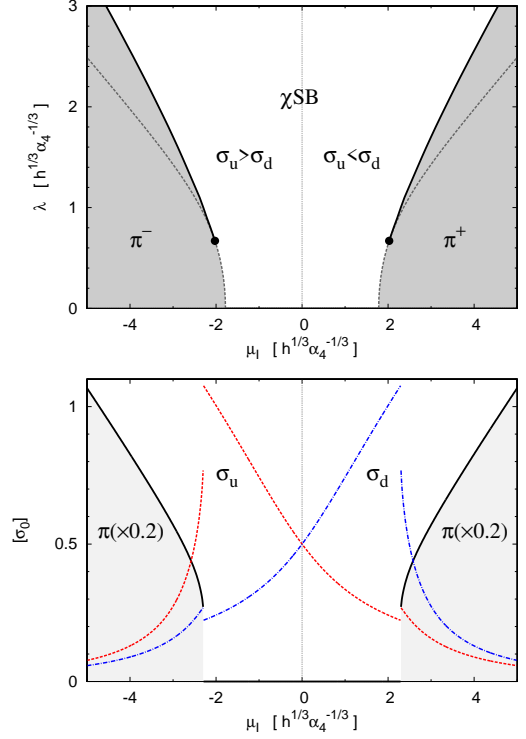 3
2
1
0
λ [ h^{1/3}α_4^{-1/3}]
χSB
σ_u>σ_d
σ_u<σ_d
π^-
π^+
-4
-2
0
2
4
μ_I [ h^{1/3}α_4^{-1/3}]
1
0.5
0
[σ_0]
σ_u
σ_d
π(×0.2)
π(×0.2)
-4
-2
0
2
4
μ_I [ h^{1/3}α_4^{-1/3}]